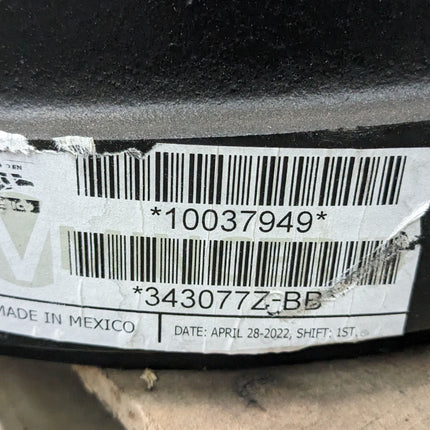 *10037949*
*343077Z-BB
MADE IN MEXICO
DATE: APRIL 28-2022, SHIFT: 1ST.